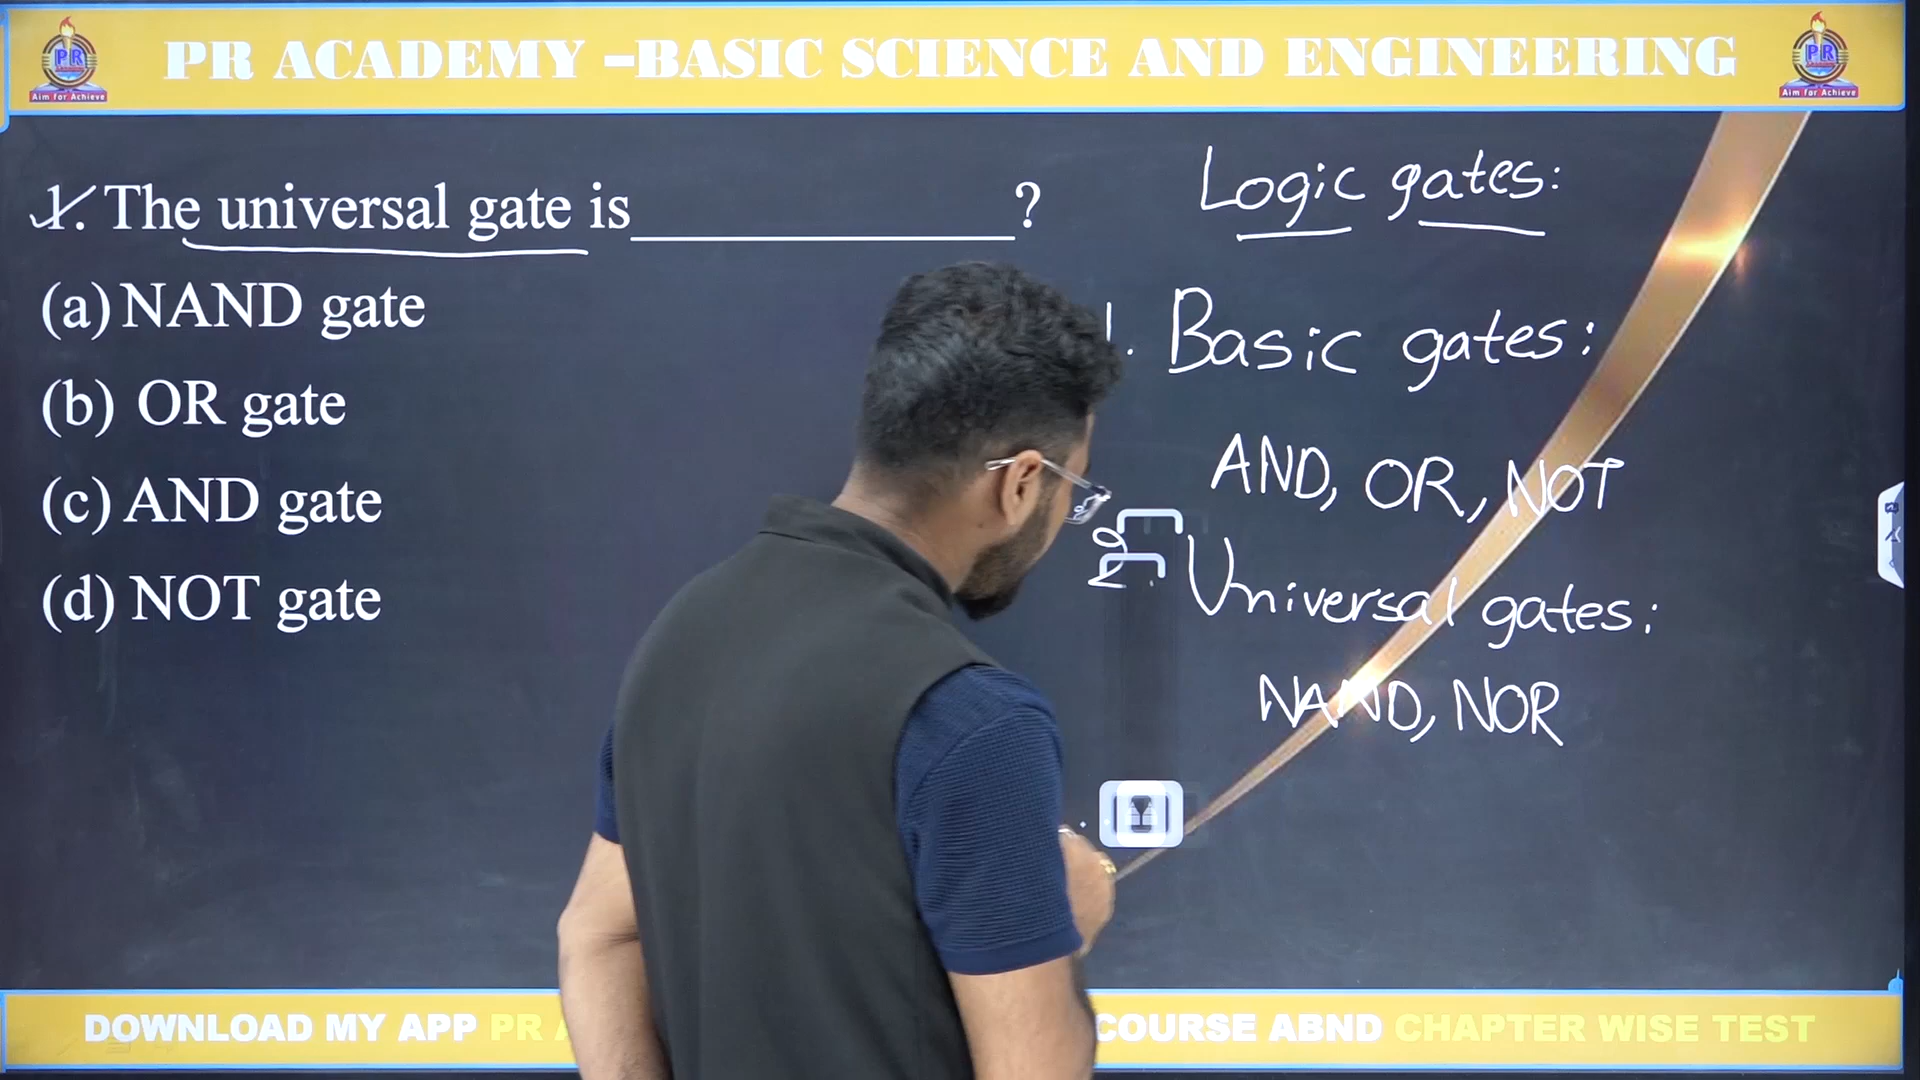 PR ACADEMY –BASIC SCIENCE AND ENGINEERING
PR
Aim for Achieve
PR
Aim for Achieve
1. The universal gate is____________?
(a) NAND gate
(b) OR gate
(c) AND gate
(d) NOT gate
Logic gates:
1. Basic gates:
AND, OR, NOT
2. Universal gates:
NAND, NOR
DOWNLOAD MY APP PR
COURSE ABND CHAPTER WISE TEST